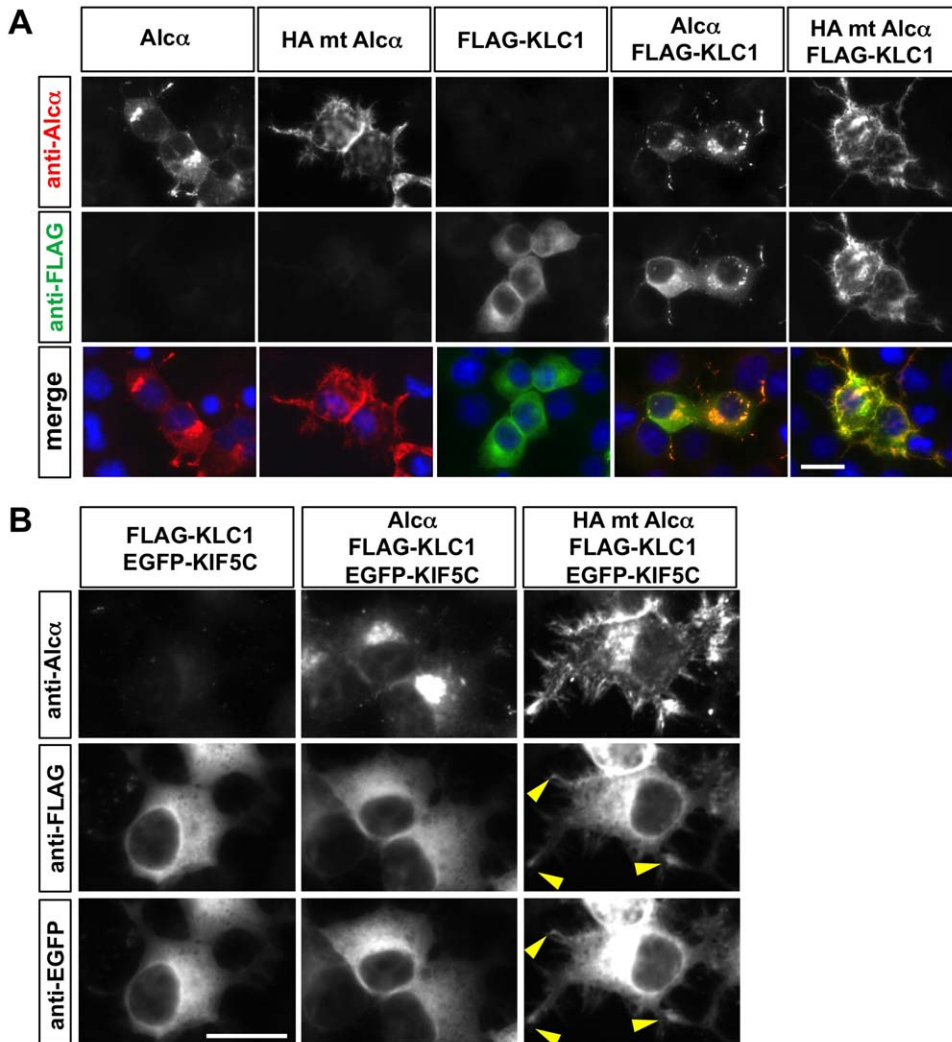 A
Alcα
HA mt Alcα
FLAG-KLC1
Alcα
FLAG-KLC1
HA mt Alcα
FLAG-KLC1
anti-Alcα
anti-FLAG
merge
B
FLAG-KLC1
EGFP-KIF5C
Alcα
FLAG-KLC1
EGFP-KIF5C
HA mt Alcα
FLAG-KLC1
EGFP-KIF5C
anti-Alcα
anti-FLAG
anti-EGFP